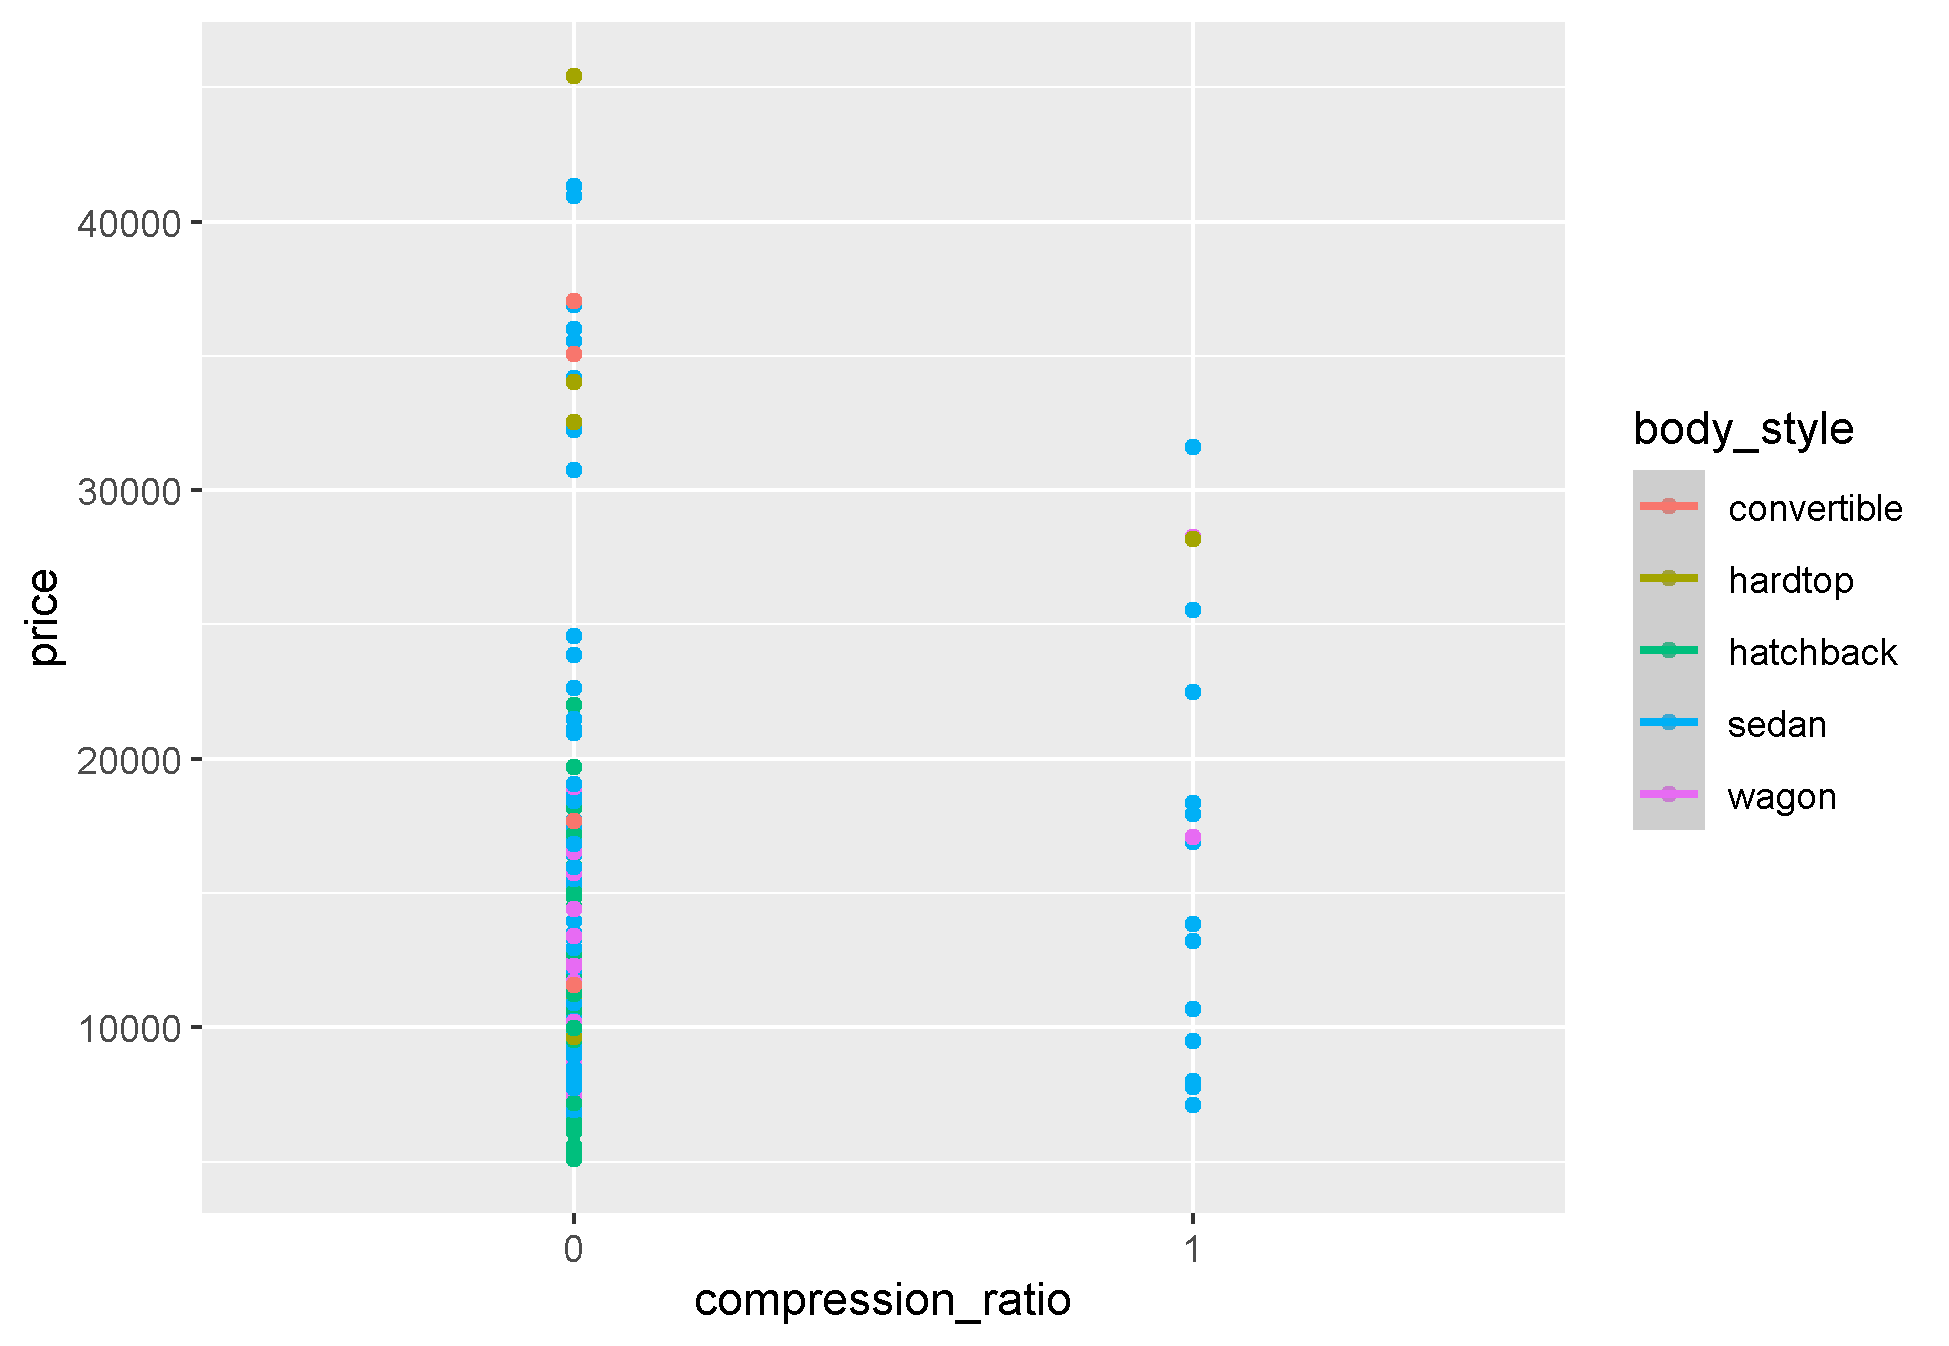 40000
30000
20000
10000
price
0
1
compression_ratio
body_style
convertible
hardtop
hatchback
sedan
wagon